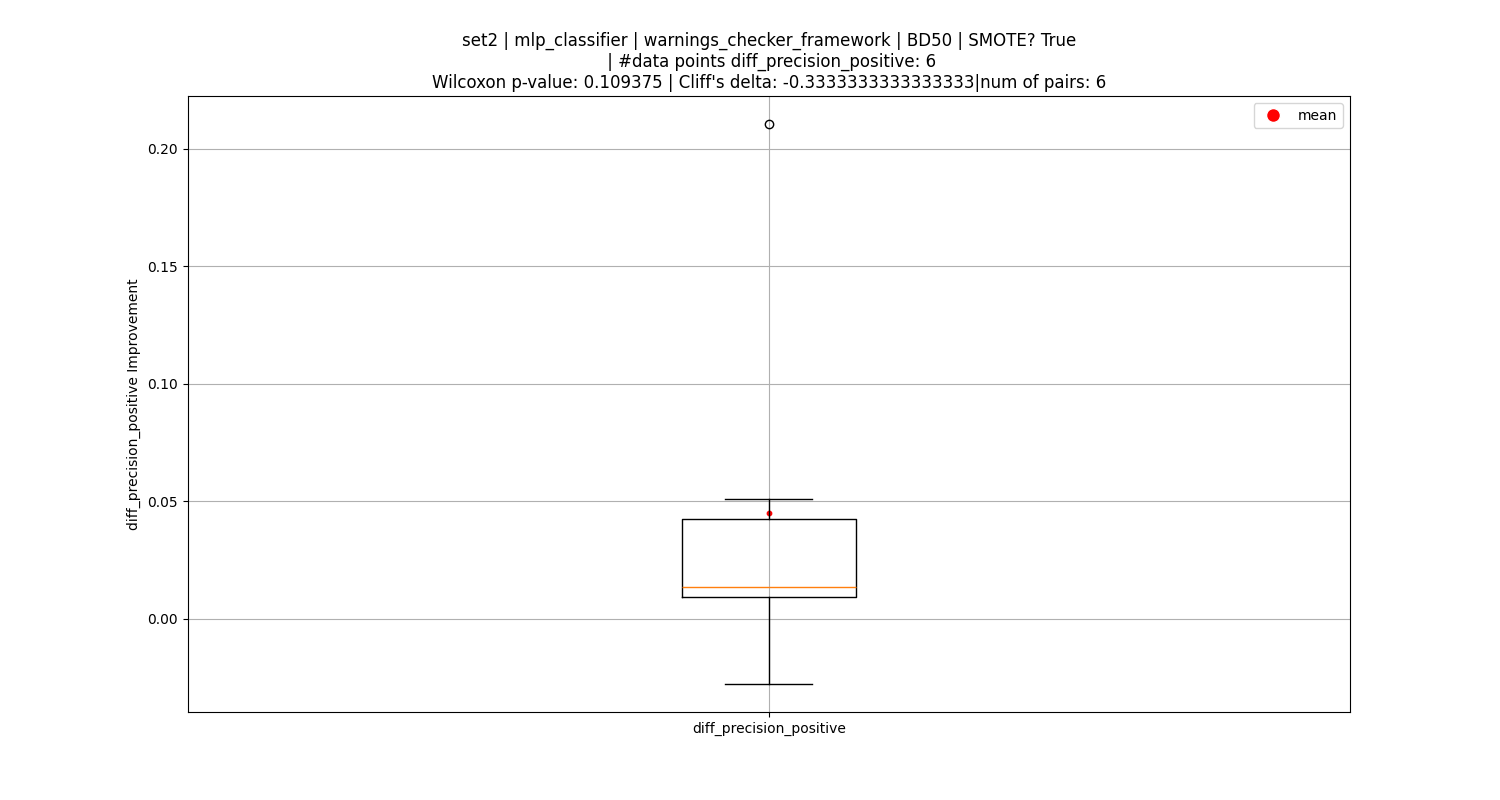 set2 | mlp_classifier | warnings_checker_framework | BD50 | SMOTE? True
| #data points diff_precision_positive: 6
Wilcoxon p-value: 0.109375 | Cliff's delta: -0.3333333333333333|num of pairs: 6
mean
0.20
0.15
0.10
0.05
0.00
diff_precision_positive Improvement
diff_precision_positive